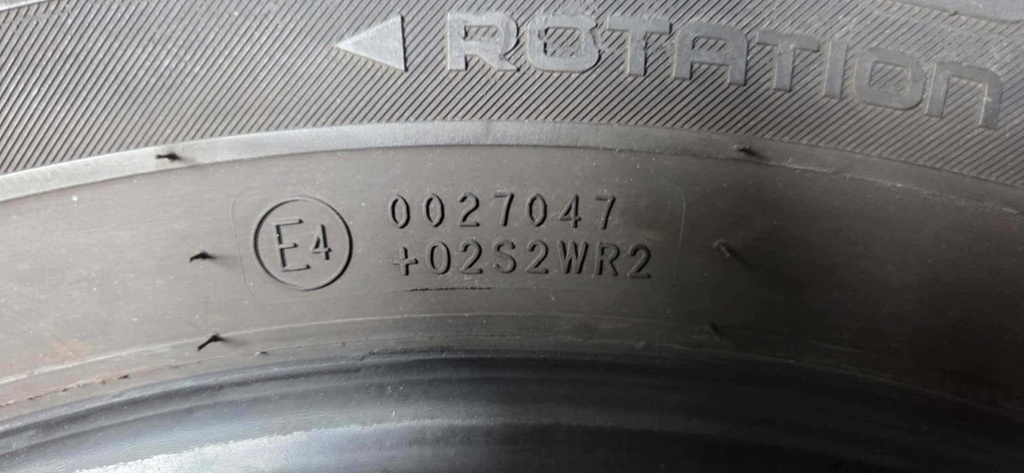 ROTATION
E4
0027047
+02S2WR2